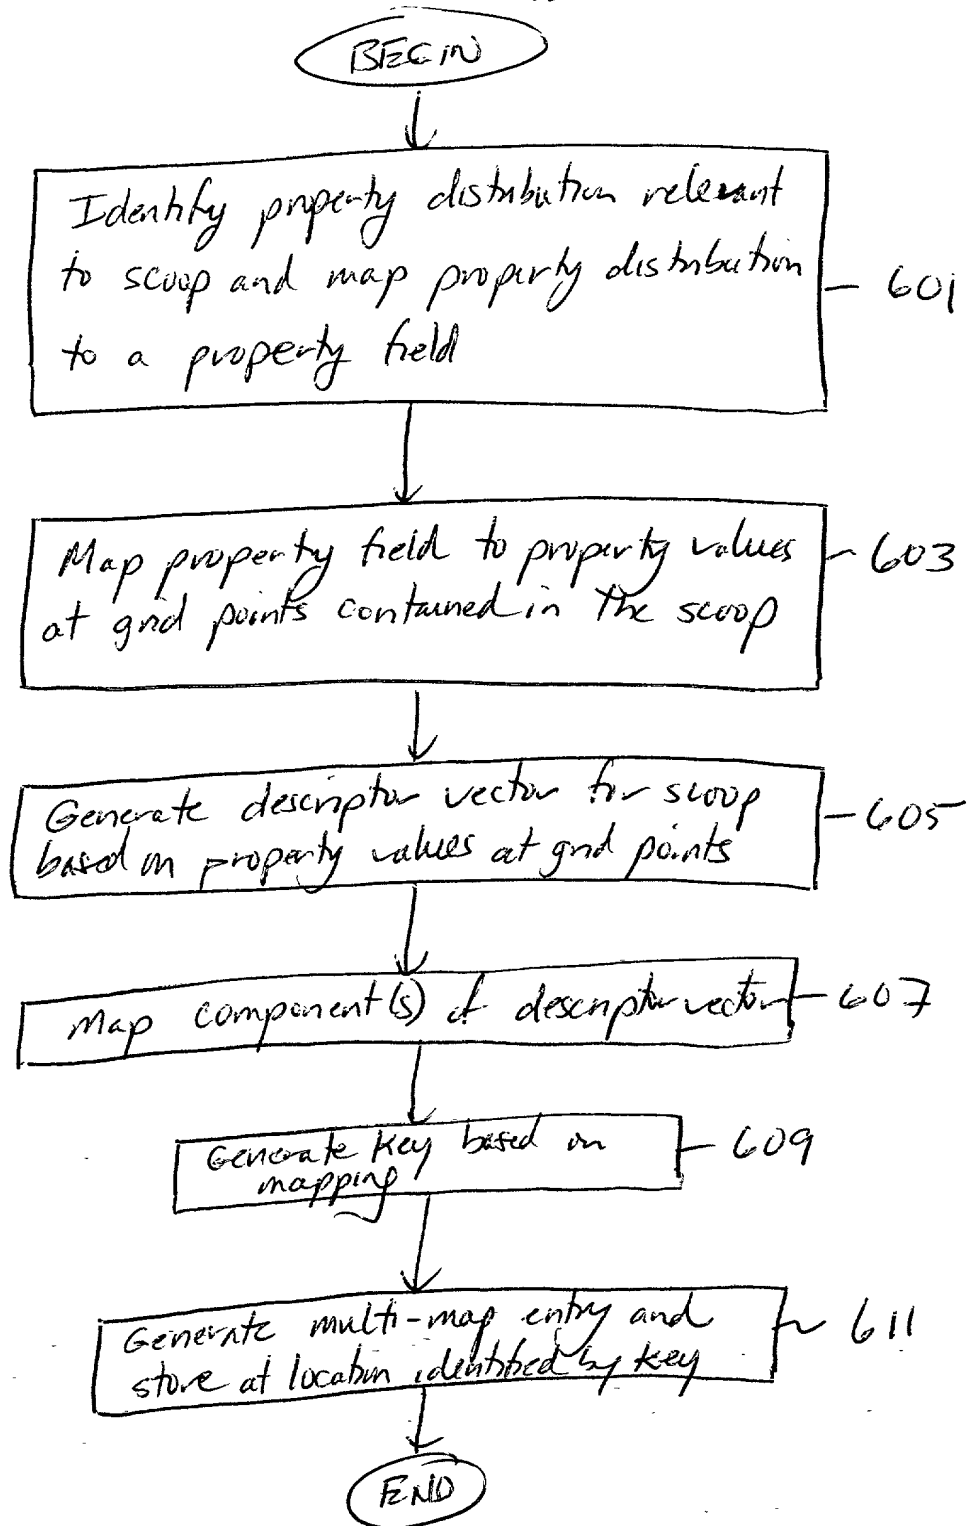 BEGIN
Identify property distribution relevant
to scoop and map property distribution
to a property field
601
Map property field to property values
at grid points contained in the scoop
603
Generate descriptor vector for scoop
based on property values at grid points
605
Map component(s) of descriptor vector
607
Generate key based on
mapping
609
Generate multi-map entry and
store at location identified by key
611
END